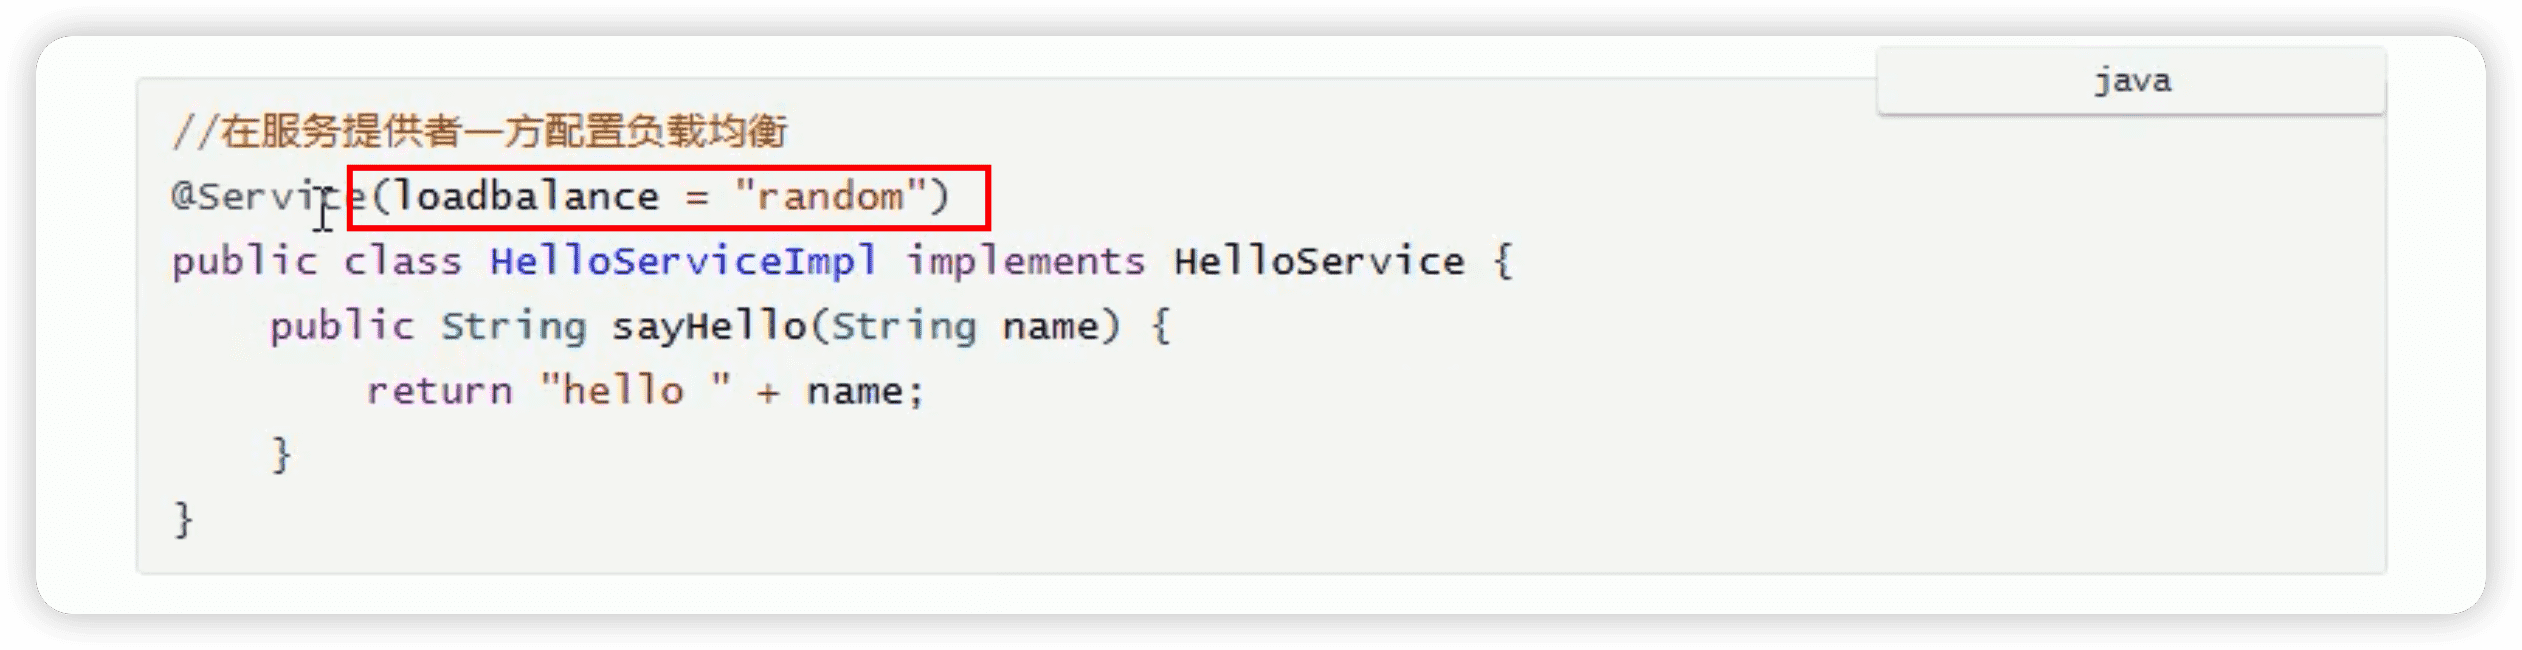 java
//在服务提供者一方配置负载均衡
@Service(loadbalance = "random")
public class HelloServiceImpl implements HelloService {
    public String sayHello(String name) {
        return "hello " + name;
    }
}